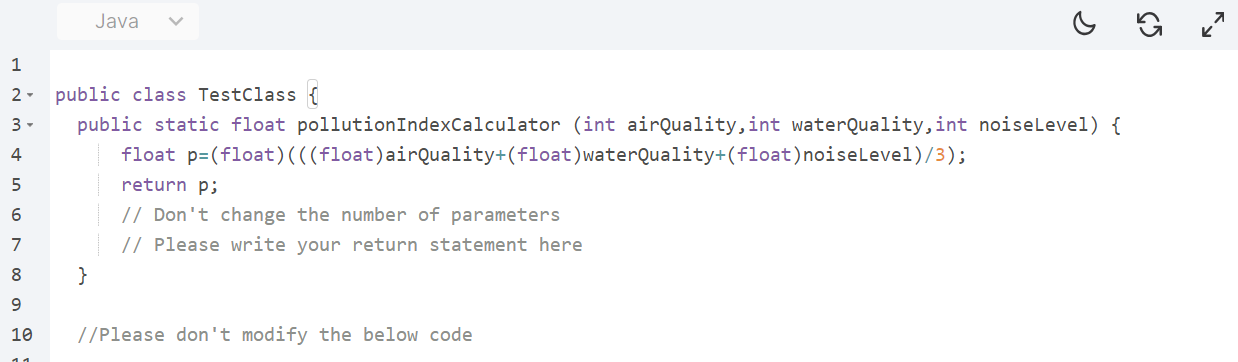 Java
1
2 public class TestClass {
3 public static float pollutionIndexCalculator (int airQuality,int waterQuality,int noiseLevel) {
4 float p=(float)(((float)airQuality+(float)waterQuality+(float)noiseLevel)/3);
5 return p;
6 // Don't change the number of parameters
7 // Please write your return statement here
8 }
9
10 //Please don't modify the below code